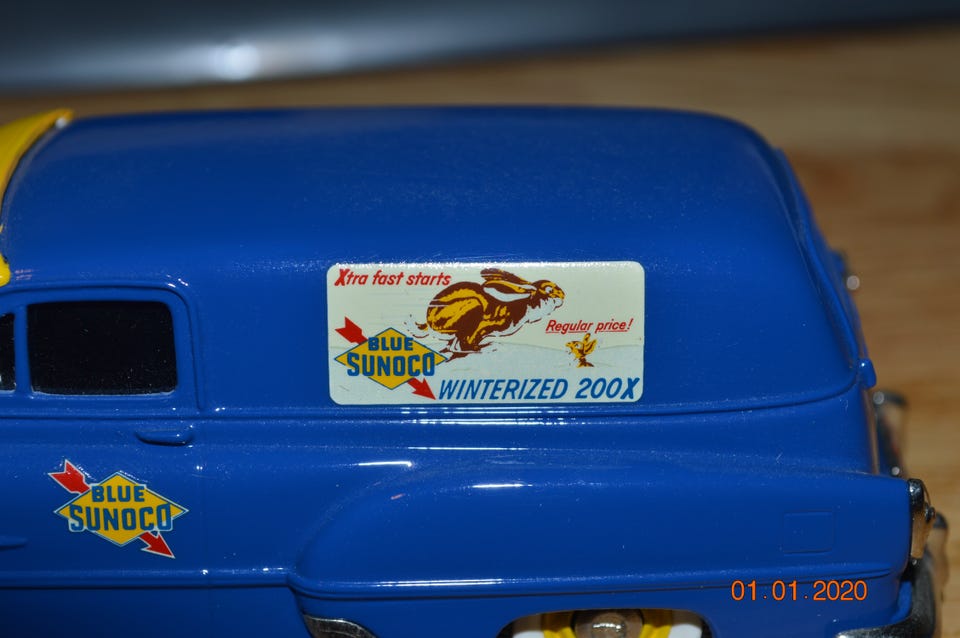 Xtra fast starts
Regular price!
BLUE
SUNOCO
WINTERIZED 200X
BLUE
SUNOCO
01.01.2020